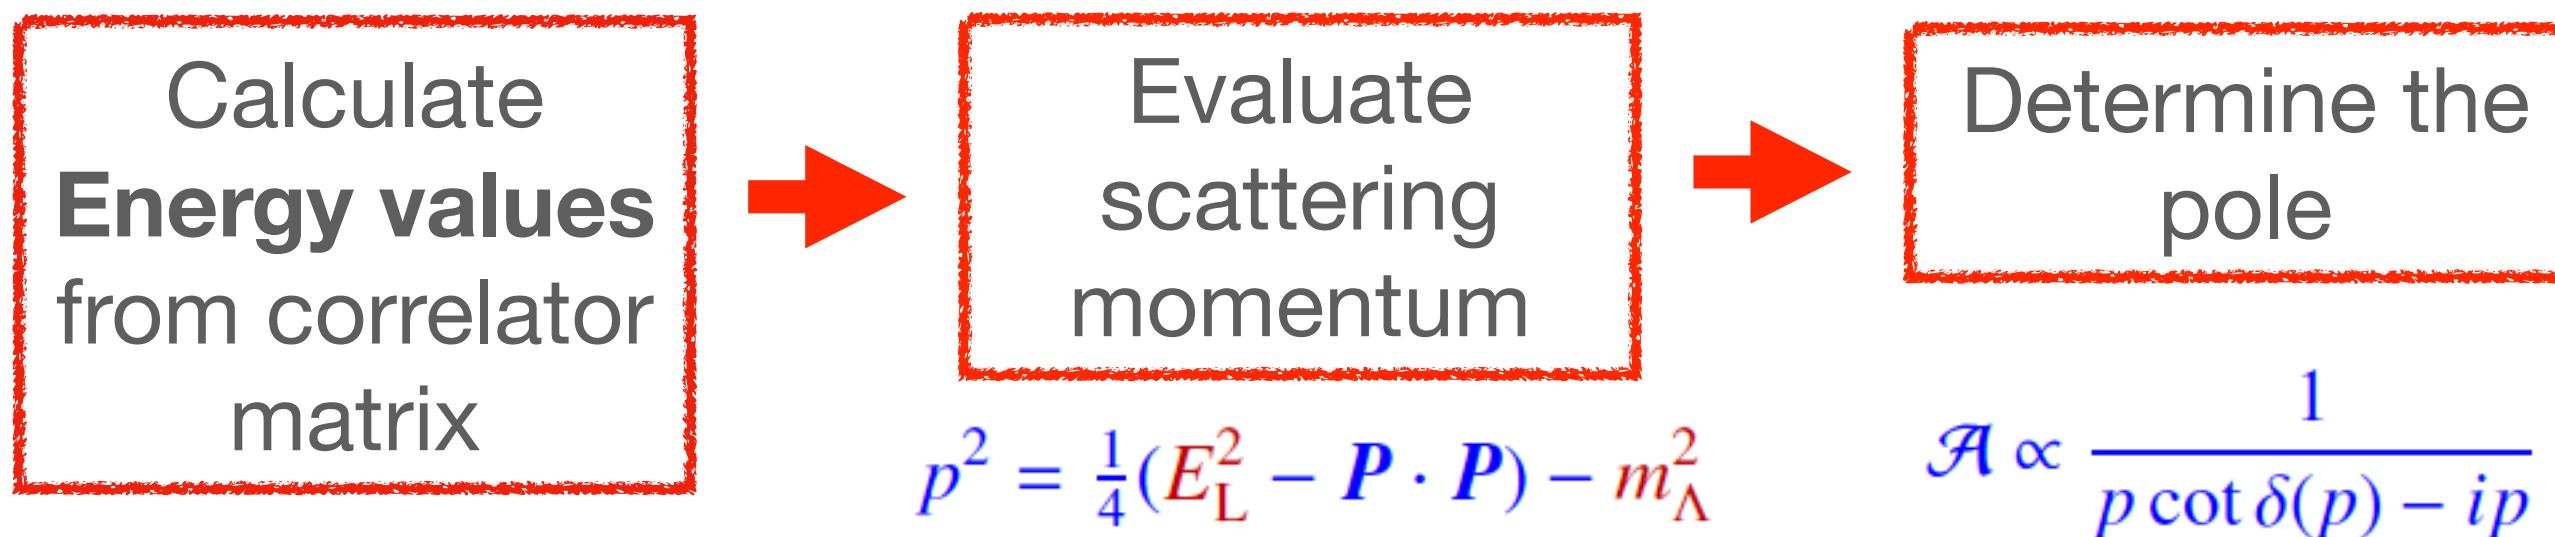 Calculate
Energy values
from correlator
matrix
Evaluate
scattering
momentum
p² = ¼(E_L² − P · P) − m_Λ²
Determine the
pole
𝒜 ∝ 1 / (p cot δ(p) − ip)